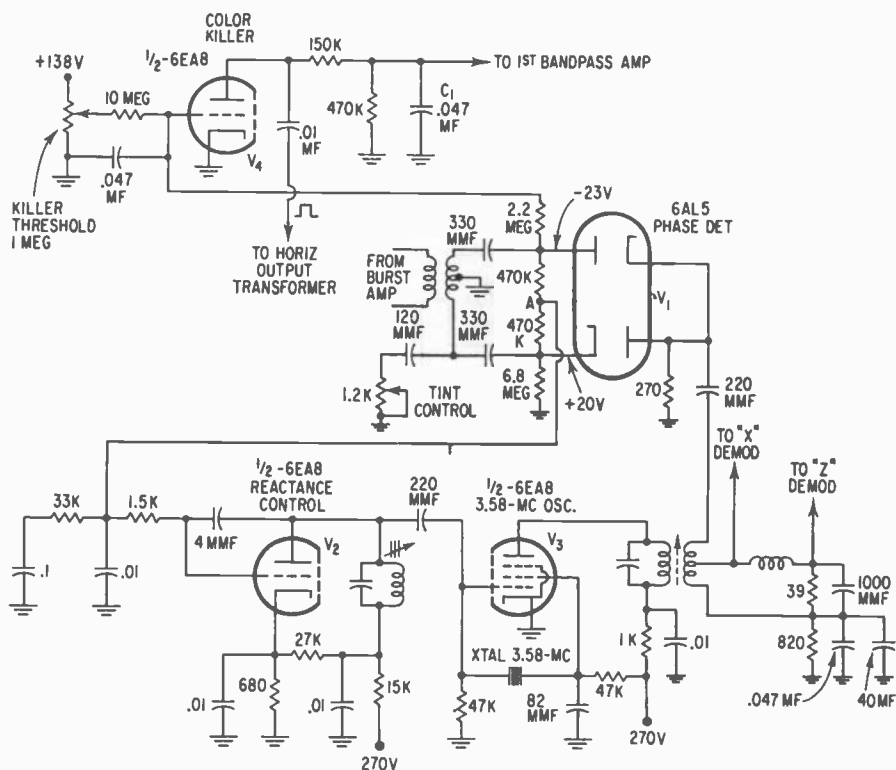 COLOR
KILLER
1/2-6EA8
+138V
10 MEG
150K
TO 1ST BANDPASS AMP
470K
C1
.047
MF
.01
MF
V4
.047
MF
KILLER
THRESHOLD
1 MEG
TO HORIZ
OUTPUT
TRANSFORMER
2.2
MEG
-23V
6AL5
PHASE DET
330
MMF
FROM
BURST
AMP
470K
A
V1
120
MMF
330
MMF
470
K
1.2K
TINT
CONTROL
6.8
MEG
+20V
270
220
MMF
TO "X"
DEMOD
TO "Z"
DEMOD
1/2-6EA8
REACTANCE
CONTROL
220
MMF
1/2-6EA8
3.58-MC OSC.
33K
1.5K
4 MMF
V2
V3
.1
.01
27K
.01
680
.01
15K
270V
XTAL 3.58-MC
47K
82
MMF
47K
1K
.01
270V
39
1000
MMF
820
.047 MF
40 MF